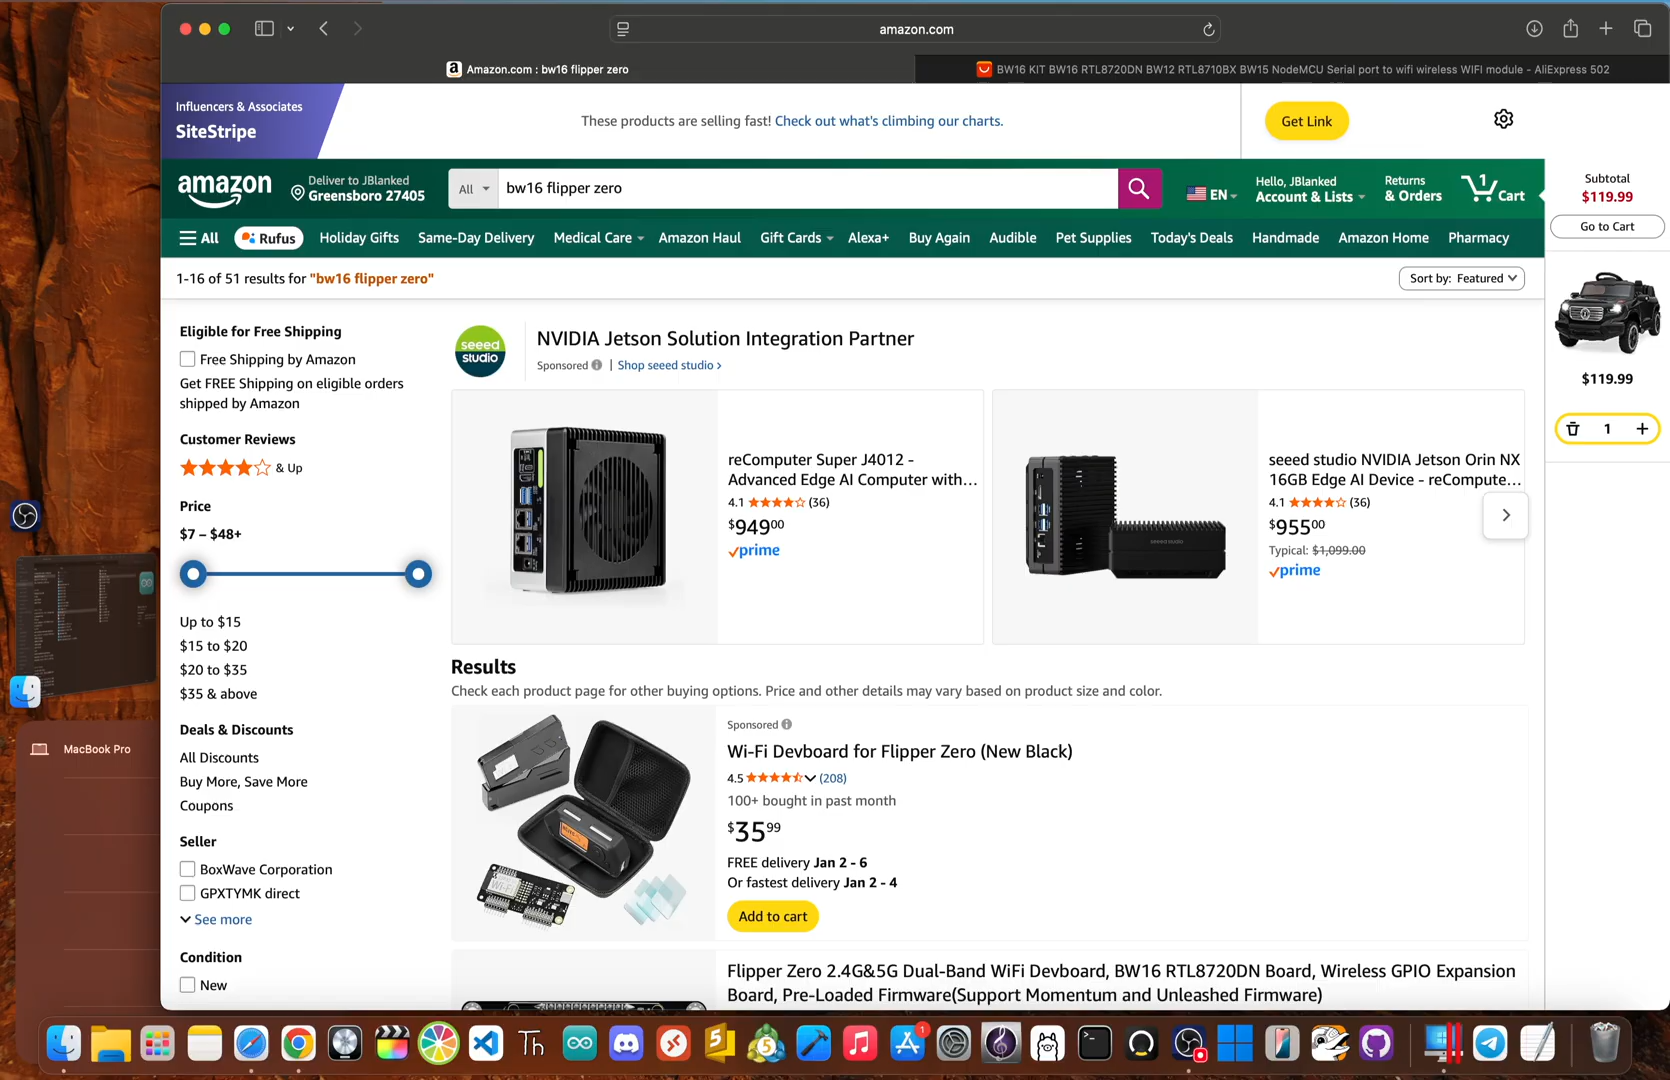 amazon.com
Amazon.com : bw16 flipper zero
BW16 KIT BW16 RTL8720DN BW12 RTL8710BX BW15 NodeMCU Serial port to wifi wireless WIFI module - AliExpress 502
Influencers & Associates
SiteStripe
These products are selling fast! Check out what's climbing our charts.
Get Link
amazon
Deliver to JBlanked
Greensboro 27405
All
bw16 flipper zero
EN
Hello, JBlanked
Account & Lists
Returns
& Orders
1
Cart
Subtotal
$119.99
Go to Cart
All
Rufus
Holiday Gifts
Same-Day Delivery
Medical Care
Amazon Haul
Gift Cards
Alexa+
Buy Again
Audible
Pet Supplies
Today's Deals
Handmade
Amazon Home
Pharmacy
1-16 of 51 results for "bw16 flipper zero"
Sort by: Featured
$119.99
1
Eligible for Free Shipping
Free Shipping by Amazon
Get FREE Shipping on eligible orders
shipped by Amazon
Customer Reviews
& Up
Price
$7 – $48+
Up to $15
$15 to $20
$20 to $35
$35 & above
Deals & Discounts
All Discounts
Buy More, Save More
Coupons
Seller
BoxWave Corporation
GPXTYMK direct
See more
Condition
New
seeed
studio
NVIDIA Jetson Solution Integration Partner
Sponsored | Shop seeed studio ›
reComputer Super J4012 -
Advanced Edge AI Computer with…
4.1 (36)
$94900
prime
seeed studio NVIDIA Jetson Orin NX
16GB Edge AI Device - reCompute…
4.1 (36)
$95500
Typical: $1,099.00
prime
Results
Check each product page for other buying options. Price and other details may vary based on product size and color.
Sponsored
Wi-Fi Devboard for Flipper Zero (New Black)
4.5 (208)
100+ bought in past month
$3599
FREE delivery Jan 2 - 6
Or fastest delivery Jan 2 - 4
Add to cart
Flipper Zero 2.4G&5G Dual-Band WiFi Devboard, BW16 RTL8720DN Board, Wireless GPIO Expansion
Board, Pre-Loaded Firmware(Support Momentum and Unleashed Firmware)
MacBook Pro